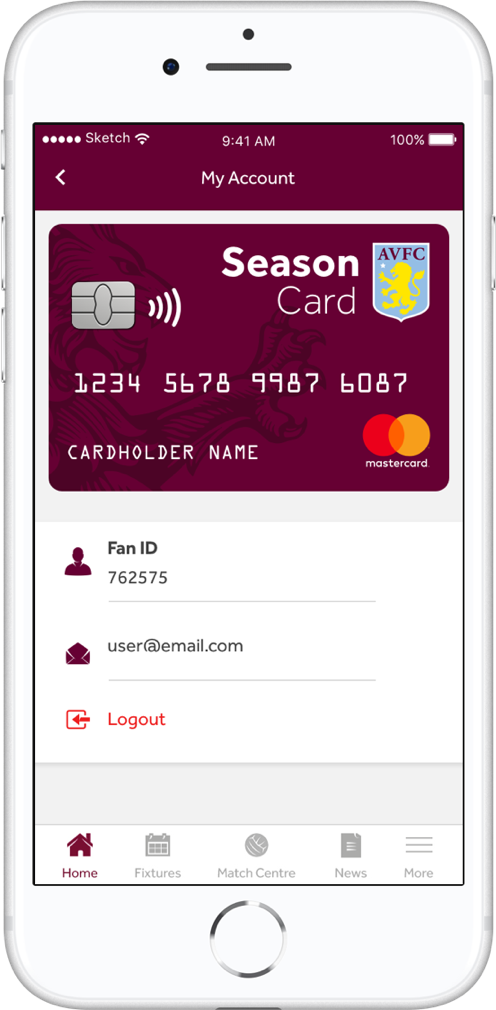 Sketch 9:41 AM 100%
My Account
Season
Card
AVFC
1234 5678 9987 6087
CARDHOLDER NAME
mastercard
Fan ID
762575
user@email.com
Logout
Home Fixtures Match Centre News More